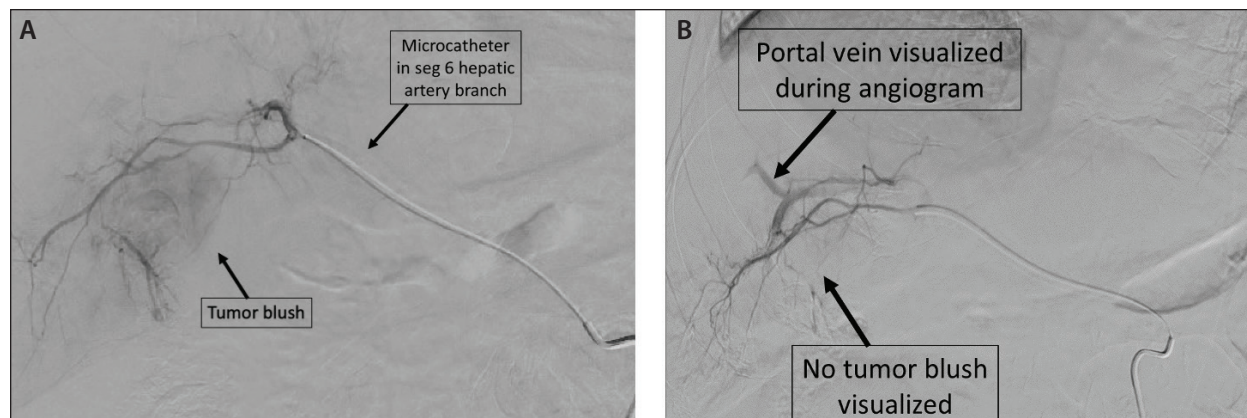 A
Microcatheter
in seg 6 hepatic
artery branch
Tumor blush
B
Portal vein visualized
during angiogram
No tumor blush
visualized